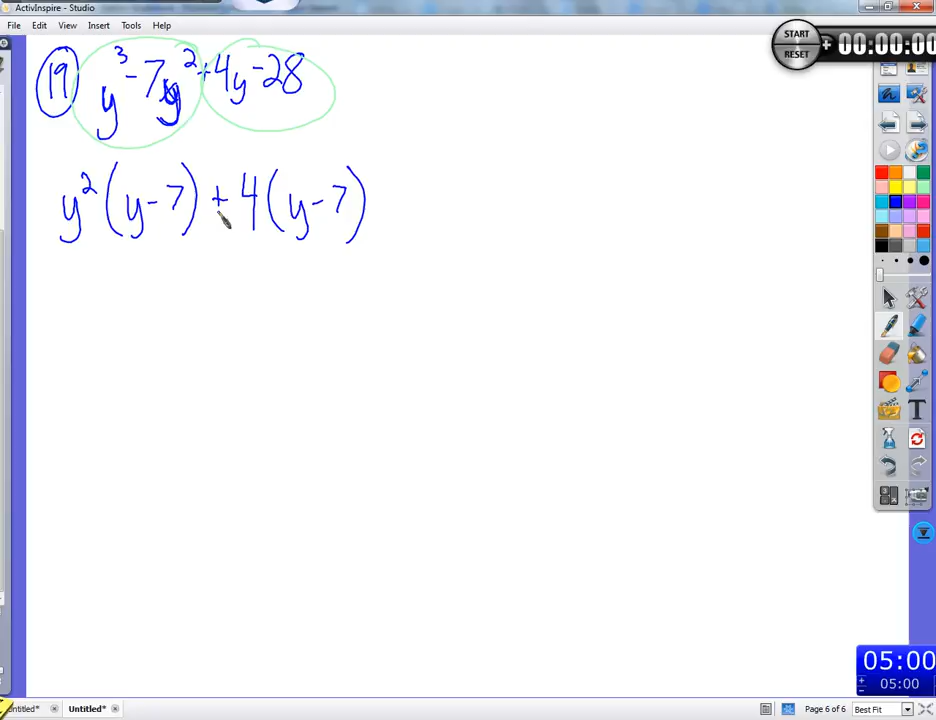 ActivInspire - Studio
File Edit View Insert Tools Help
START
RESET
00:00:00
19 y³ - 7y² + 4y - 28
y² (y - 7) + 4 (y - 7)
05:00
05:00
ntitled* Untitled* Page 6 of 6 Best Fit